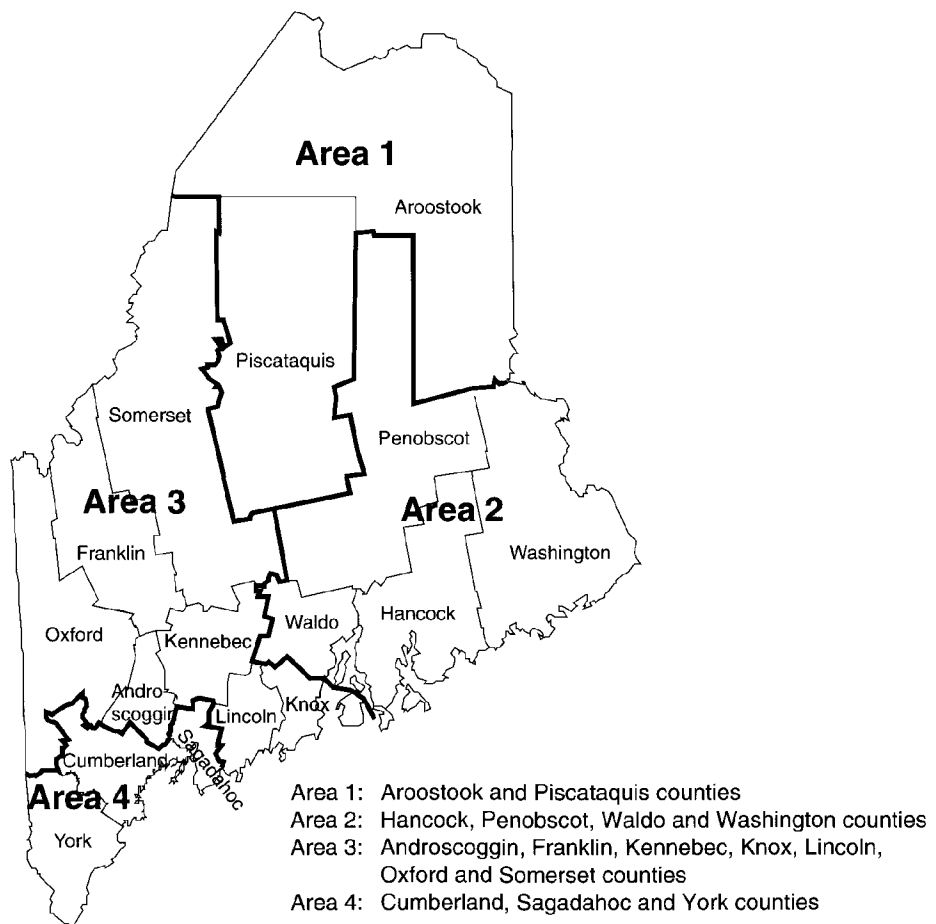 Area 1
Aroostook
Piscataquis
Somerset
Penobscot
Area 3
Area 2
Franklin
Washington
Oxford
Kennebec
Waldo
Hancock
Andro-
scoggin
Lincoln
Knox
Cumberland
Sagadahoc
Area 4
York
Area 1: Aroostook and Piscataquis counties
Area 2: Hancock, Penobscot, Waldo and Washington counties
Area 3: Androscoggin, Franklin, Kennebec, Knox, Lincoln,
Oxford and Somerset counties
Area 4: Cumberland, Sagadahoc and York counties